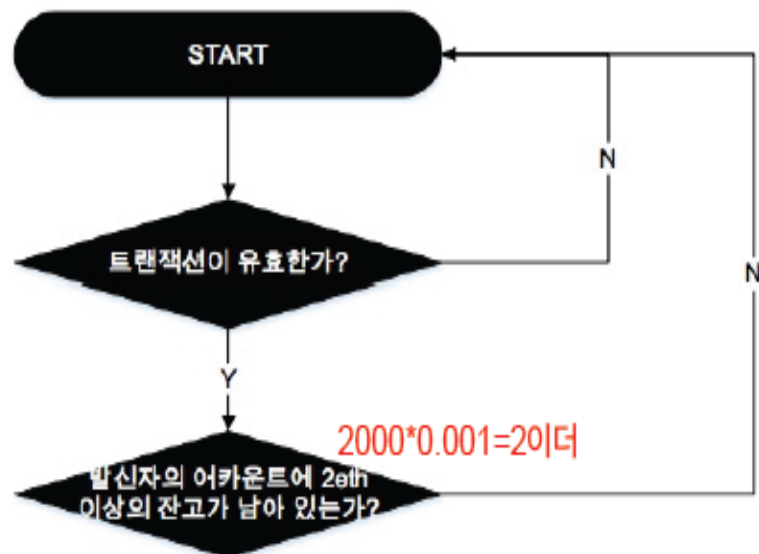 START
N
트랜잭션이 유효한가?
N
Y
2000*0.001=2이더
발신자의 어카운트에 2eth
이상의 잔고가 남아 있는가?